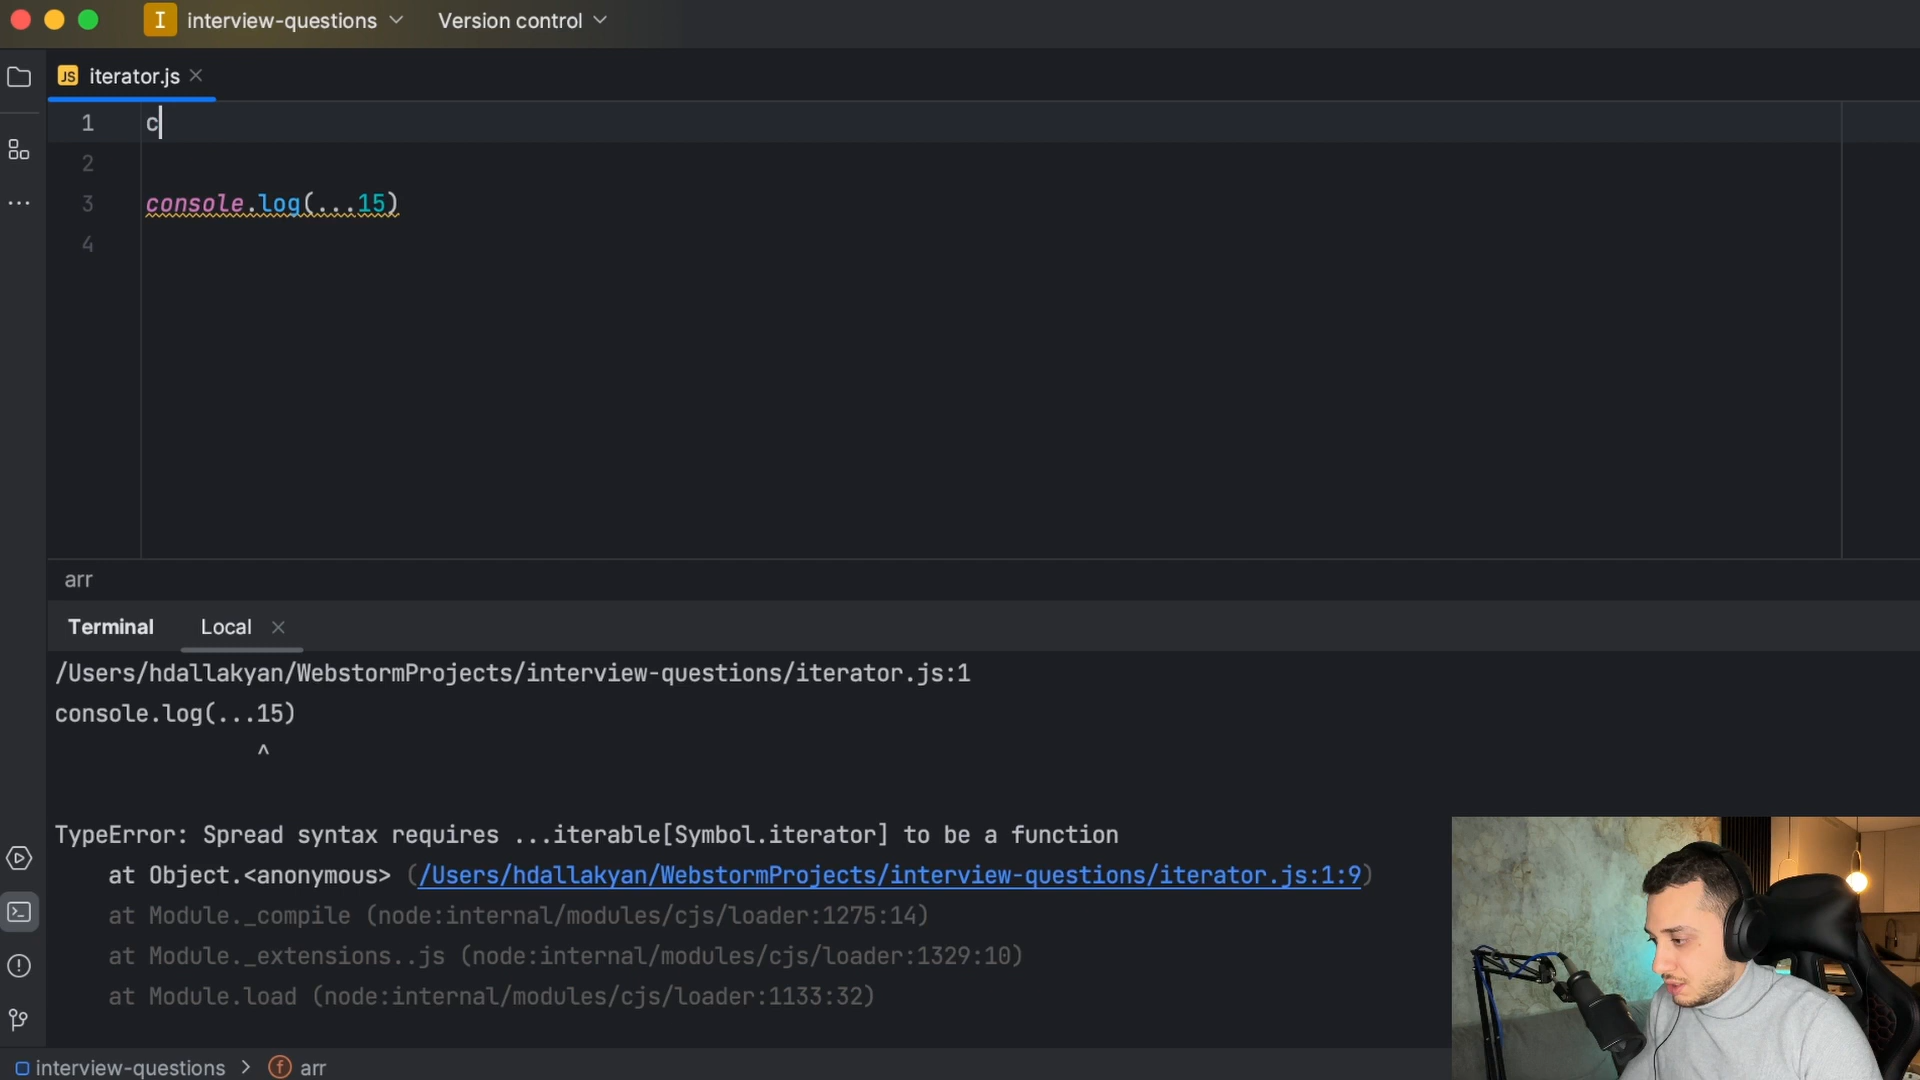 I interview-questions Version control
JS iterator.js
1 c
2
3 console.log(...15)
4
arr
Terminal Local
/Users/hdallakyan/WebstormProjects/interview-questions/iterator.js:1
console.log(...15)
^
TypeError: Spread syntax requires ...iterable[Symbol.iterator] to be a function
at Object.<anonymous> (/Users/hdallakyan/WebstormProjects/interview-questions/iterator.js:1:9)
at Module._compile (node:internal/modules/cjs/loader:1275:14)
at Module._extensions..js (node:internal/modules/cjs/loader:1329:10)
at Module.load (node:internal/modules/cjs/loader:1133:32)
interview-questions > f arr